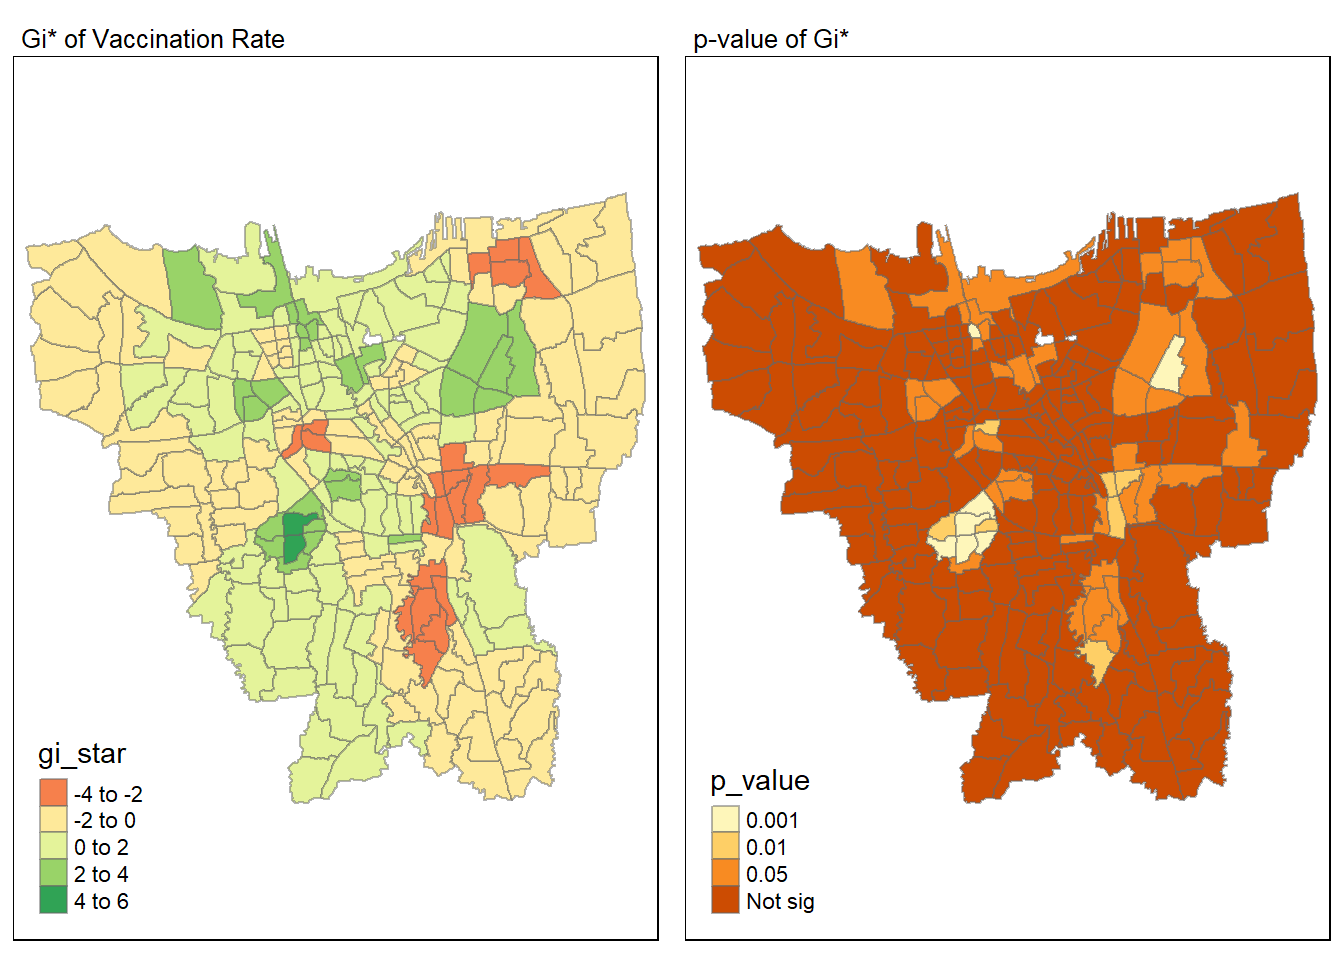 Gi* of Vaccination Rate
gi_star
-4 to -2
-2 to 0
0 to 2
2 to 4
4 to 6
p-value of Gi*
p_value
0.001
0.01
0.05
Not sig